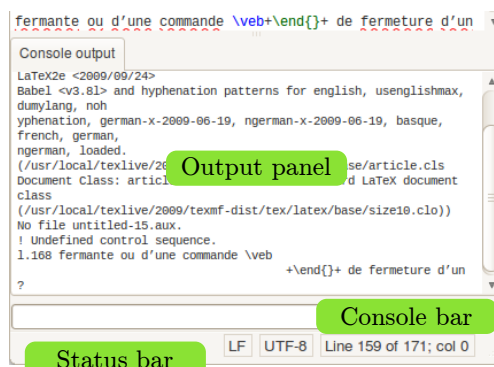 fermante ou d'une commande \veb+\end{}+ de fermeture d'un
Console output
LaTeX2e <2009/09/24>
Babel <v3.8l> and hyphenation patterns for english, usenglishmax,
dumylang, noh
yphenation, german-x-2009-06-19, ngerman-x-2009-06-19, basque,
french, german,
ngerman, loaded.
(/usr/local/texlive/20 se/article.cls
Output panel
Document Class: articl rd LaTeX document
class
(/usr/local/texlive/2009/texmf-dist/tex/latex/base/size10.clo))
No file untitled-15.aux.
! Undefined control sequence.
l.168 fermante ou d'une commande \veb
+\end{}+ de fermeture d'un
?
Console bar
LF UTF-8 Line 159 of 171; col 0
Status bar